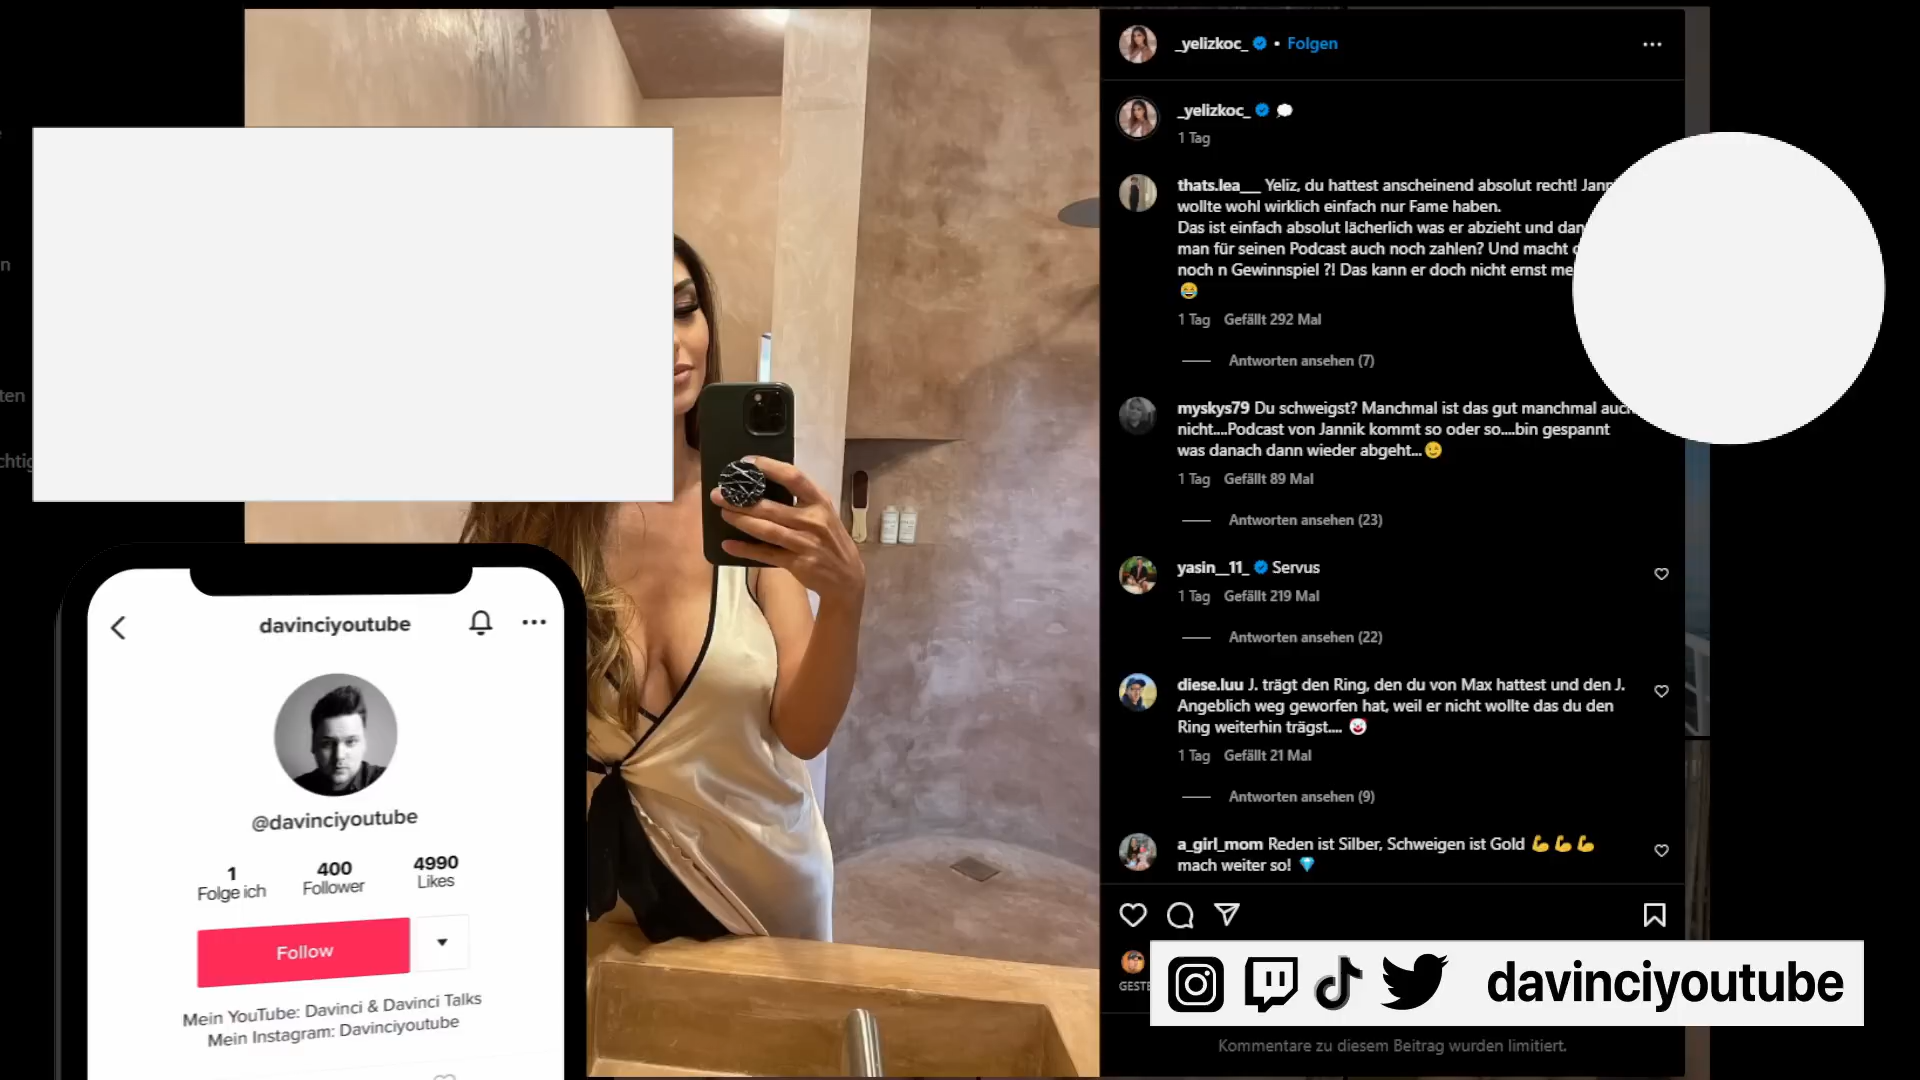 _yelizkoc_ • Folgen
_yelizkoc_
1 Tag
thats.lea___ Yeliz, du hattest anscheinend absolut recht!
wollte wohl wirklich einfach nur Fame haben.
Das ist einfach absolut lächerlich was er abzieht und
man für seinen Podcast auch noch zahlen? Und macht
noch n Gewinnspiel ?! Das kann er doch nicht ernst
😂
1 Tag Gefällt 292 Mal
Antworten ansehen (7)
myskys79 Du schweigst? Manchmal ist das gut manchmal auch
nicht....Podcast von Jannik kommt so oder so....bin gespannt
was danach dann wieder abgeht...😉
1 Tag Gefällt 89 Mal
Antworten ansehen (23)
yasin__11_ Servus
1 Tag Gefällt 219 Mal
Antworten ansehen (22)
diese.luu J. trägt den Ring, den du von Max hattest und den J.
Angeblich weg geworfen hat, weil er nicht wollte das du den
Ring weiterhin trägst.... 🤡
1 Tag Gefällt 21 Mal
Antworten ansehen (9)
a_girl_mom Reden ist Silber, Schweigen ist Gold 💪💪💪
mach weiter so! 💎
davinciyoutube
Kommentare zu diesem Beitrag wurden limitiert.
davinciyoutube
@davinciyoutube
1 400 4990
Folge ich Follower Likes
Follow
Mein YouTube: Davinci & Davinci Talks
Mein Instagram: Davinciyoutube